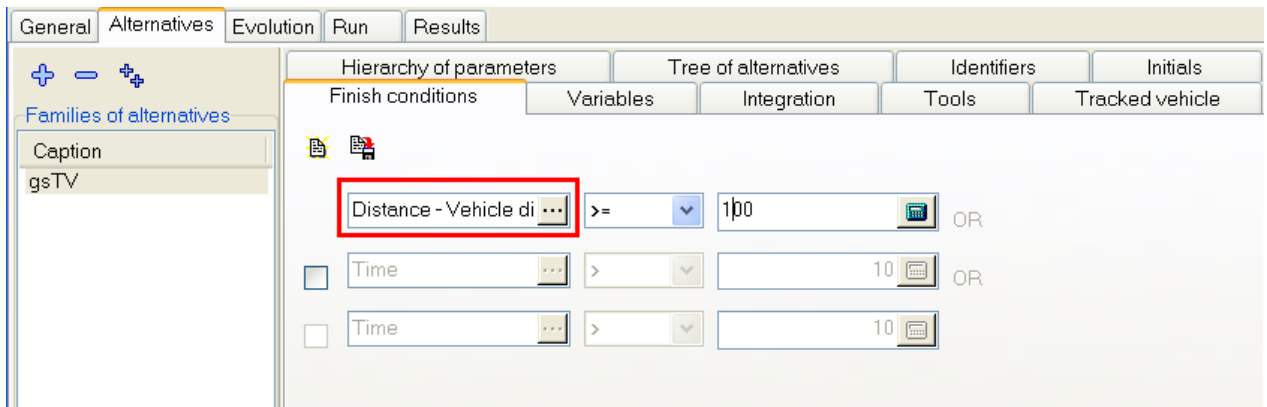 General Alternatives Evolution Run Results
Hierarchy of parameters Tree of alternatives Identifiers Initials
Finish conditions Variables Integration Tools Tracked vehicle
Families of alternatives
Caption
gsTV
Distance - Vehicle di ... >= 100 OR
Time ... > 10 OR
Time ... > 10